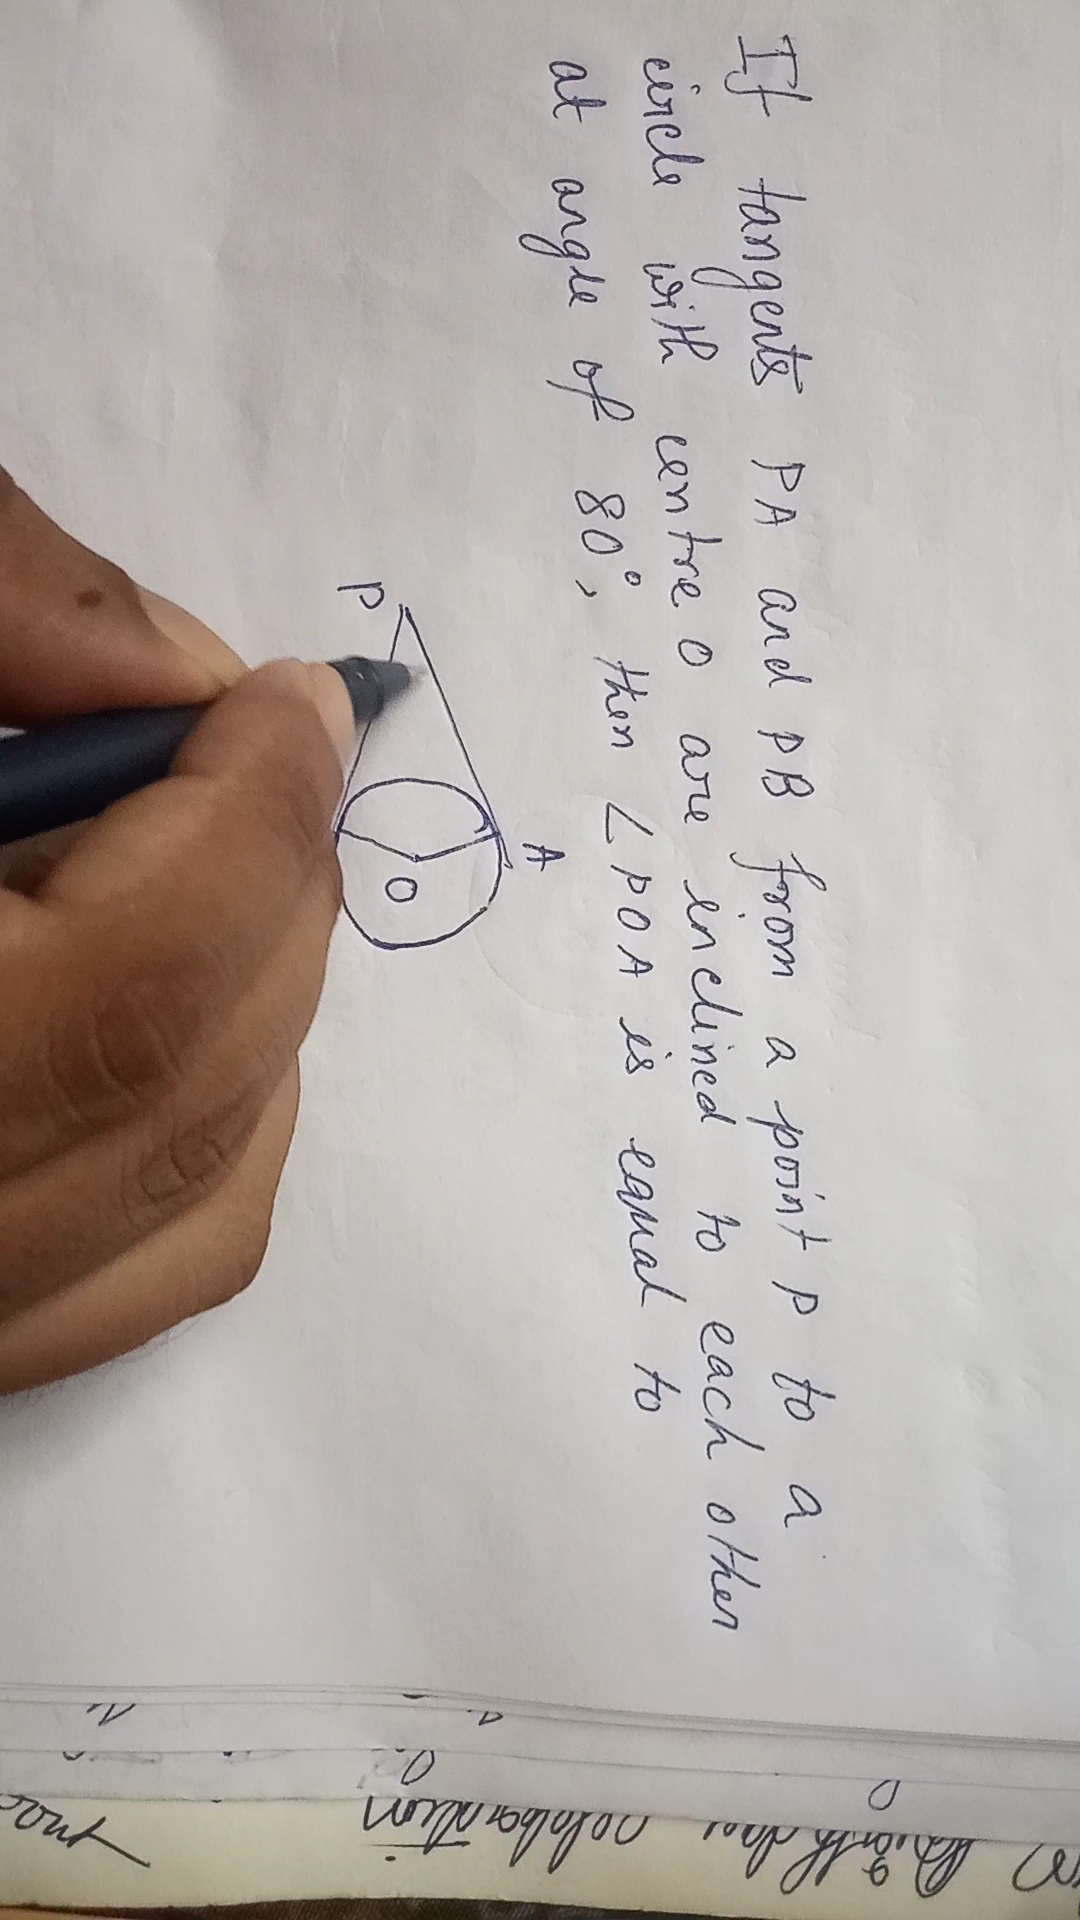 If tangents PA and PB from a point P to a
circle with centre O are inclined to each other
at angle of 80°, then ∠POA is equal to
A
P
O